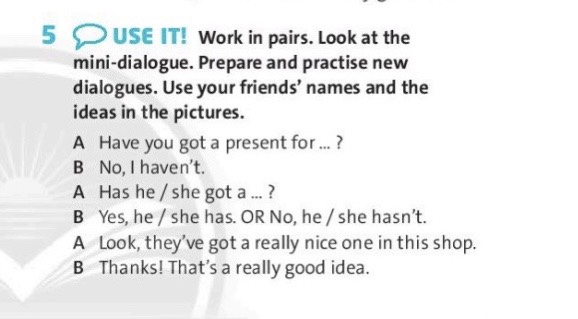 5 USE IT! Work in pairs. Look at the
mini-dialogue. Prepare and practise new
dialogues. Use your friends’ names and the
ideas in the pictures.
A Have you got a present for ... ?
B No, I haven’t.
A Has he / she got a ... ?
B Yes, he / she has. OR No, he / she hasn’t.
A Look, they’ve got a really nice one in this shop.
B Thanks! That’s a really good idea.